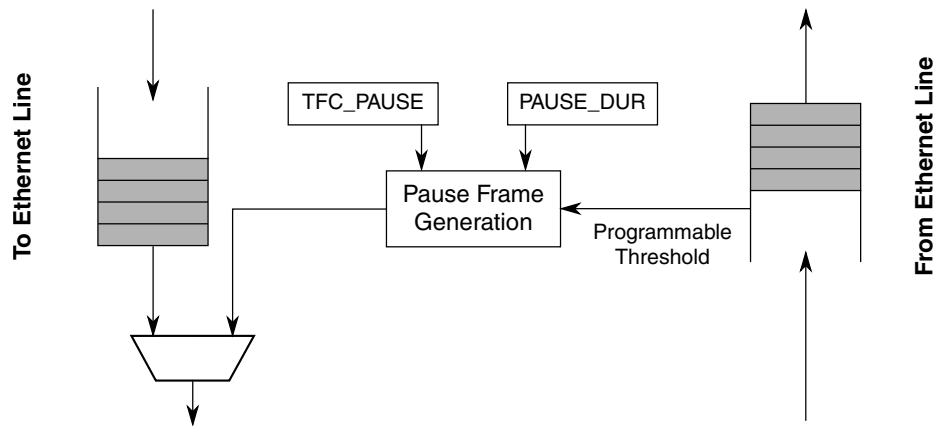 To Ethernet Line
TFC_PAUSE
PAUSE_DUR
Pause Frame
Generation
Programmable
Threshold
From Ethernet Line